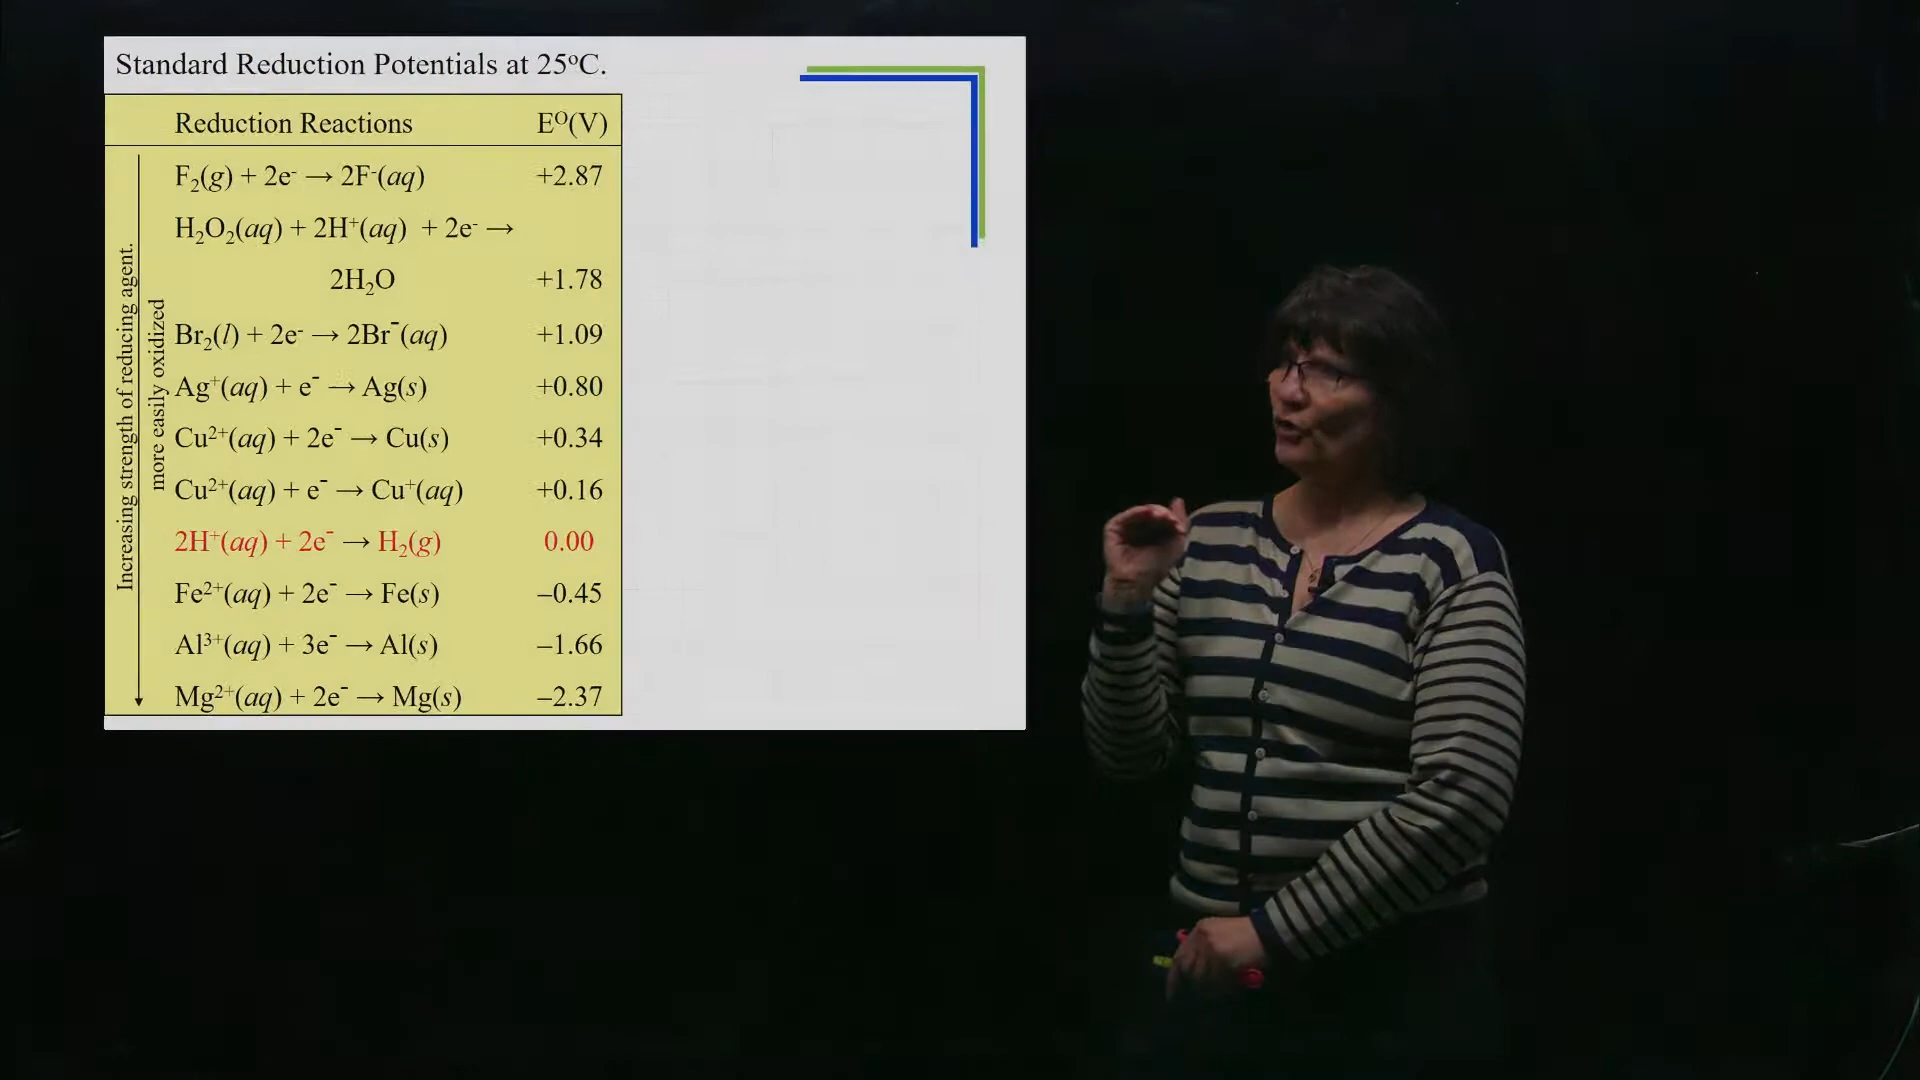 Standard Reduction Potentials at 25ᵒC.
Reduction Reactions Eᴼ(V)
F₂(g) + 2e⁻ → 2F⁻(aq) +2.87
H₂O₂(aq) + 2H⁺(aq) + 2e⁻ →
2H₂O +1.78
Br₂(l) + 2e⁻ → 2Br⁻(aq) +1.09
Ag⁺(aq) + e⁻ → Ag(s) +0.80
Cu²⁺(aq) + 2e⁻ → Cu(s) +0.34
Cu²⁺(aq) + e⁻ → Cu⁺(aq) +0.16
2H⁺(aq) + 2e⁻ → H₂(g) 0.00
Fe²⁺(aq) + 2e⁻ → Fe(s) –0.45
Al³⁺(aq) + 3e⁻ → Al(s) –1.66
Mg²⁺(aq) + 2e⁻ → Mg(s) –2.37
Increasing strength of reducing agent.
more easily oxidized